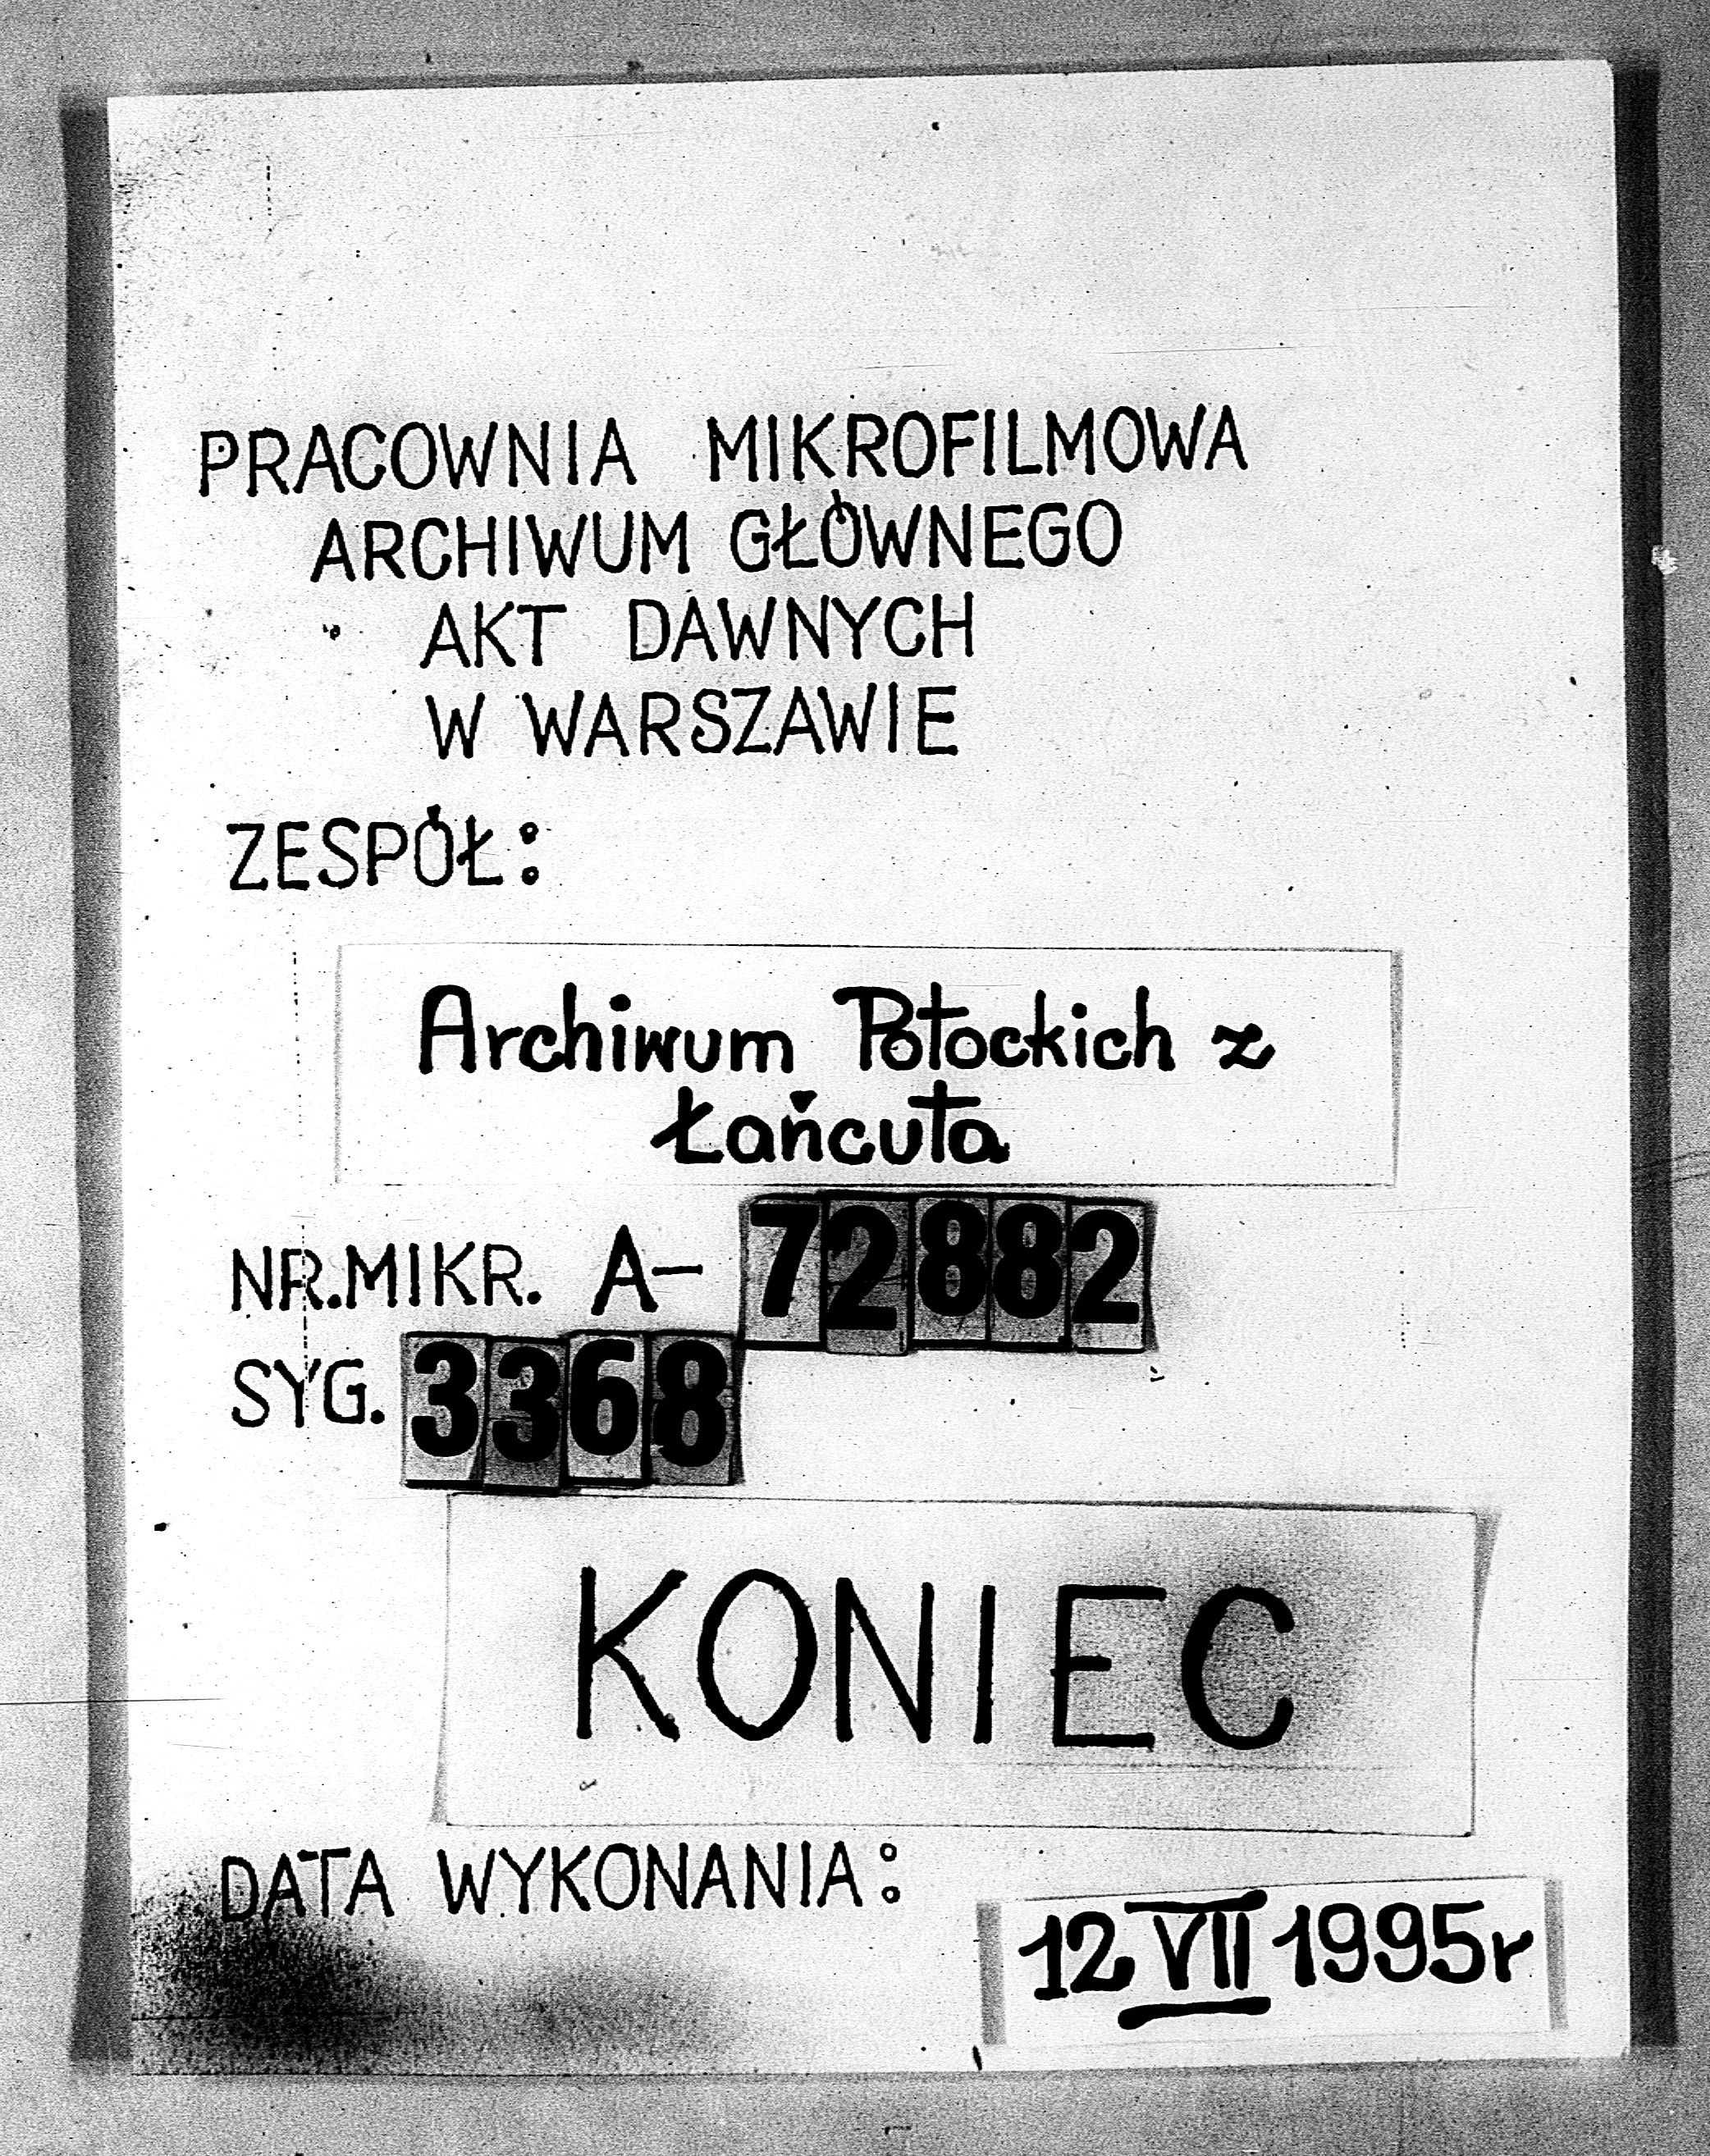 PRACOWNIA MIKROFILMOWA
ARCHIWUM GŁÓWNEGO
AKT DAWNYCH
W WARSZAWIE
ZESPÓŁ:
Archiwum Potockich z
Łańcuta
NR.MIKR. A- 72882
SYG. 3368
KONIEC
DATA WYKONANIA:
12 VII 1995r